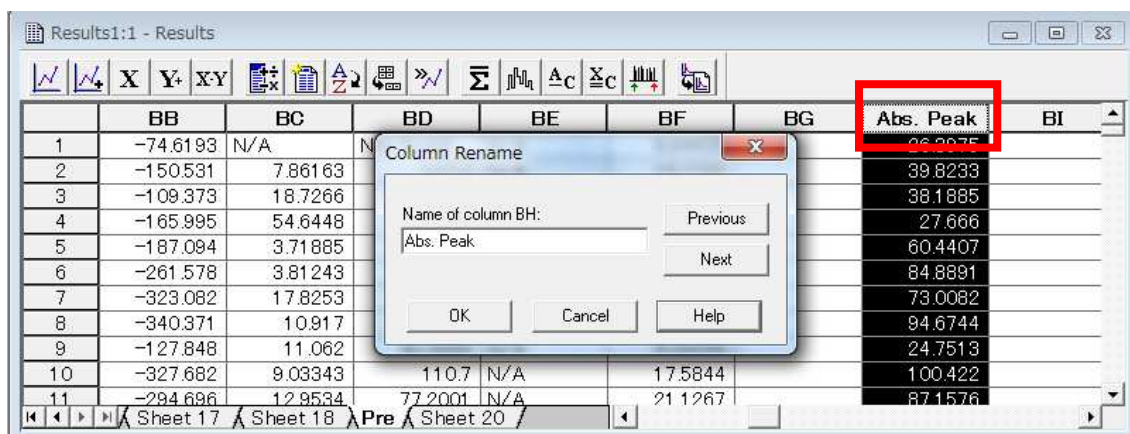 Results1:1 - Results
X Y+ X-Y Σ AC XC
BB BC BD BE BF BG Abs. Peak BI
1 -74.6193 N/A N
2 -150.531 7.86163 39.8233
3 -109.373 18.7266 38.1885
4 -165.995 54.6448 27.666
5 -187.094 3.71885 60.4407
6 -261.578 3.81243 84.8891
7 -323.082 17.8253 73.0082
8 -340.371 10.917 94.6744
9 -127.848 11.062 24.7513
10 -327.682 9.03343 110.7 N/A 17.5844 100.422
11 -294.696 12.9534 77.2001 N/A 21.1267 87.1576
Column Rename
Name of column BH:
Abs. Peak
Previous
Next
OK Cancel Help
Sheet 17 Sheet 18 Pre Sheet 20